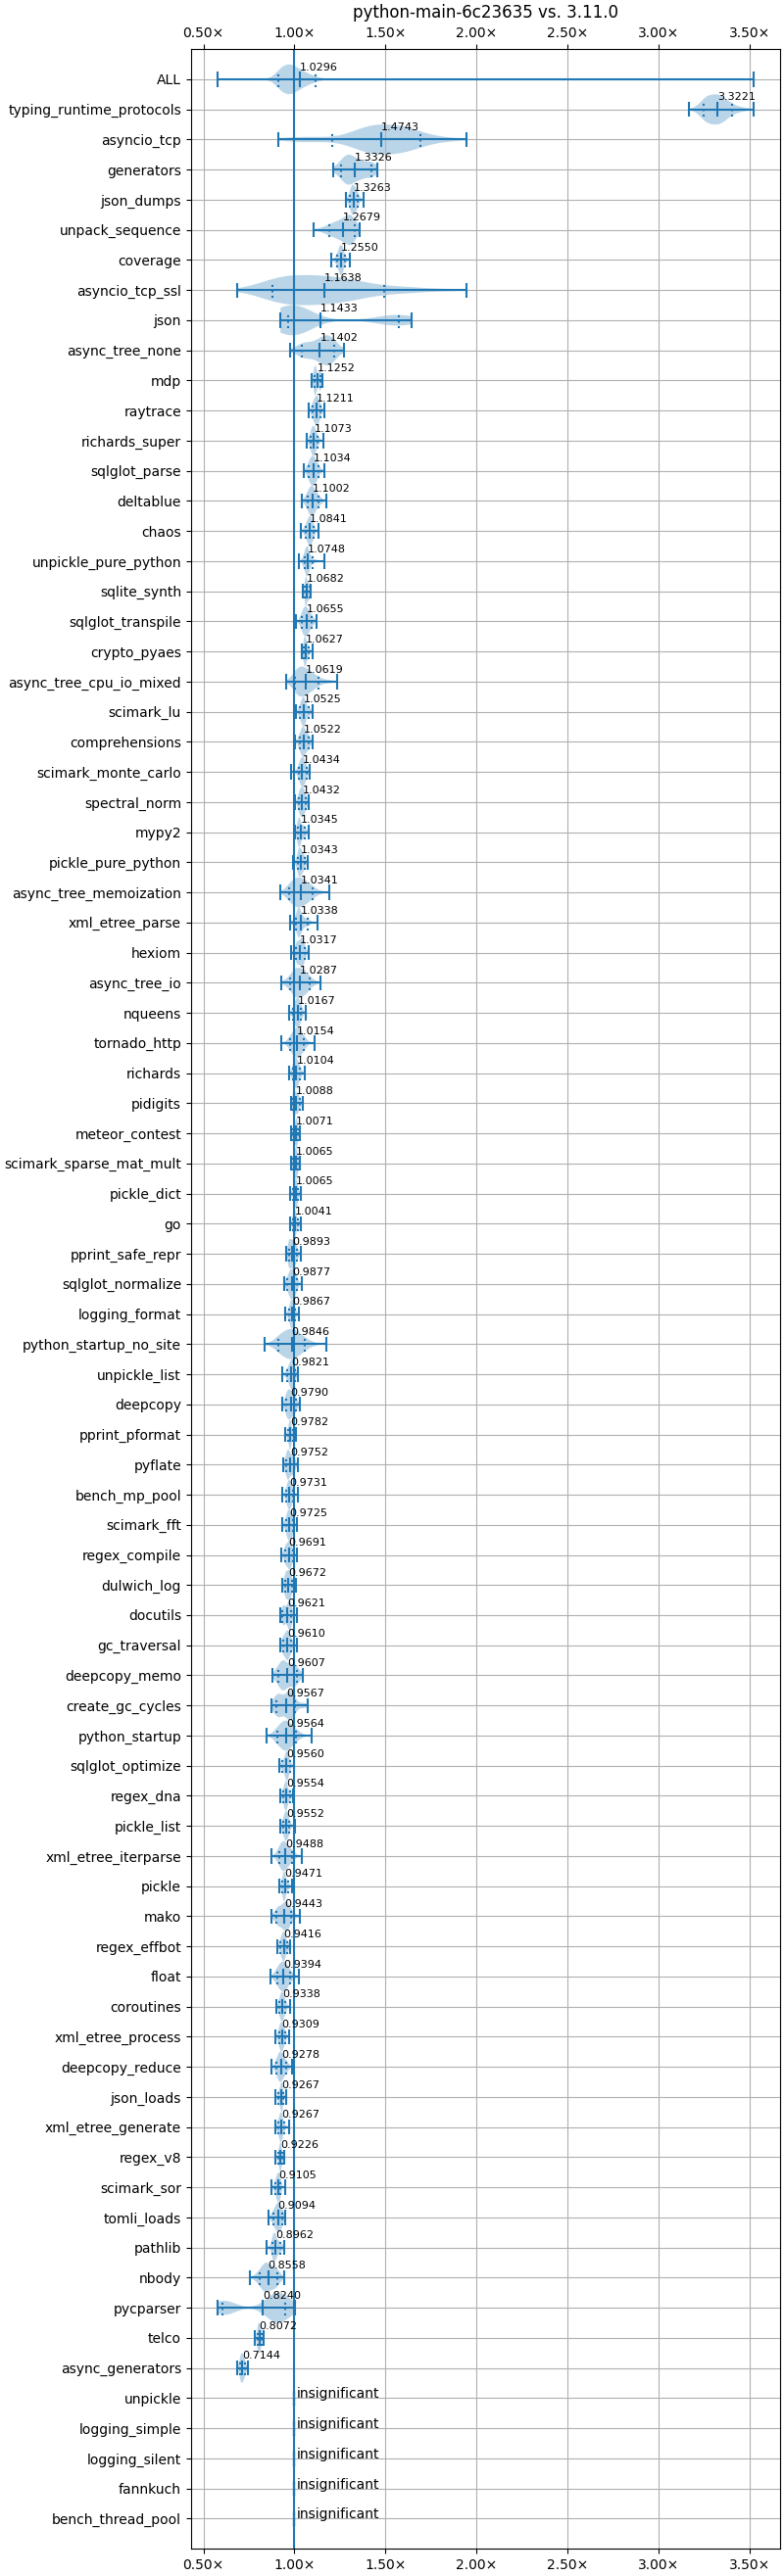 python-main-6c23635 vs. 3.11.0
0.50× 1.00× 1.50× 2.00× 2.50× 3.00× 3.50×
ALL 1.0296
typing_runtime_protocols 3.3221
asyncio_tcp 1.4743
generators 1.3326
json_dumps 1.3263
unpack_sequence 1.2679
coverage 1.2550
asyncio_tcp_ssl 1.1638
json 1.1433
async_tree_none 1.1402
mdp 1.1252
raytrace 1.1211
richards_super 1.1073
sqlglot_parse 1.1034
deltablue 1.1002
chaos 1.0841
unpickle_pure_python 1.0748
sqlite_synth 1.0682
sqlglot_transpile 1.0655
crypto_pyaes 1.0627
async_tree_cpu_io_mixed 1.0619
scimark_lu 1.0525
comprehensions 1.0522
scimark_monte_carlo 1.0434
spectral_norm 1.0432
mypy2 1.0345
pickle_pure_python 1.0343
async_tree_memoization 1.0341
xml_etree_parse 1.0338
hexiom 1.0317
async_tree_io 1.0287
nqueens 1.0167
tornado_http 1.0154
richards 1.0104
pidigits 1.0088
meteor_contest 1.0071
scimark_sparse_mat_mult 1.0065
pickle_dict 1.0065
go 1.0041
pprint_safe_repr 0.9893
sqlglot_normalize 0.9877
logging_format 0.9867
python_startup_no_site 0.9846
unpickle_list 0.9821
deepcopy 0.9790
pprint_pformat 0.9782
pyflate 0.9752
bench_mp_pool 0.9731
scimark_fft 0.9725
regex_compile 0.9691
dulwich_log 0.9672
docutils 0.9621
gc_traversal 0.9610
deepcopy_memo 0.9607
create_gc_cycles 0.9567
python_startup 0.9564
sqlglot_optimize 0.9560
regex_dna 0.9554
pickle_list 0.9552
xml_etree_iterparse 0.9488
pickle 0.9471
mako 0.9443
regex_effbot 0.9416
float 0.9394
coroutines 0.9338
xml_etree_process 0.9309
deepcopy_reduce 0.9278
json_loads 0.9267
xml_etree_generate 0.9267
regex_v8 0.9226
scimark_sor 0.9105
tomli_loads 0.9094
pathlib 0.8962
nbody 0.8558
pycparser 0.8240
telco 0.8072
async_generators 0.7144
unpickle insignificant
logging_simple insignificant
logging_silent insignificant
fannkuch insignificant
bench_thread_pool insignificant
0.50× 1.00× 1.50× 2.00× 2.50× 3.00× 3.50×